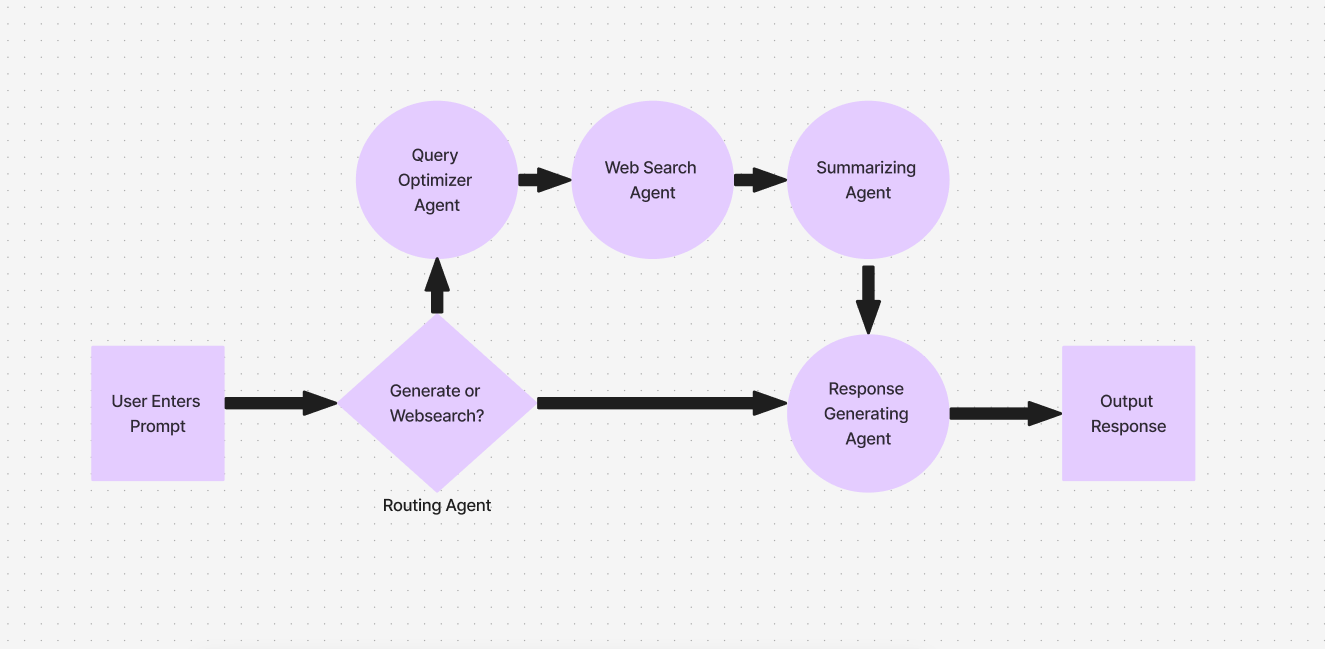 Query
Optimizer
Agent
Web Search
Agent
Summarizing
Agent
User Enters
Prompt
Generate or
Websearch?
Routing Agent
Response
Generating
Agent
Output
Response